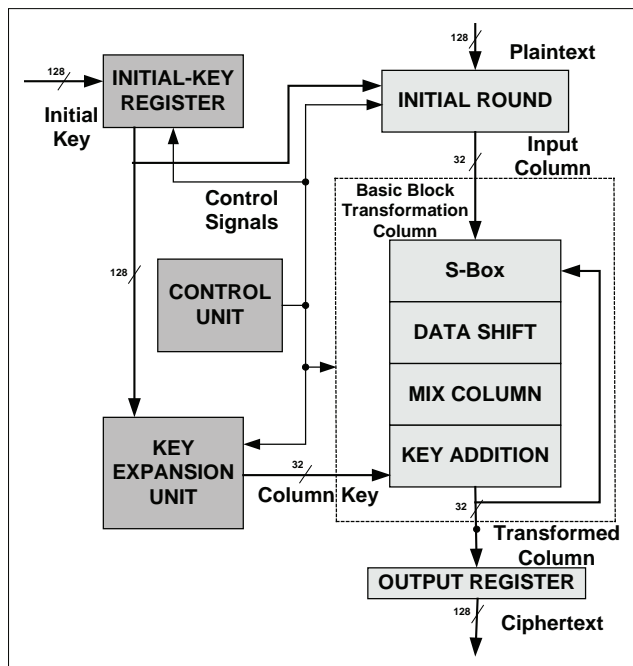 128
Plaintext
128
Initial
Key
INITIAL-KEY
REGISTER
INITIAL ROUND
32
Input
Column
Control
Signals
Basic Block
Transformation
Column
128
CONTROL
UNIT
S-Box
DATA SHIFT
MIX COLUMN
KEY ADDITION
KEY
EXPANSION
UNIT
32
Column Key
32
Transformed
Column
OUTPUT REGISTER
128
Ciphertext